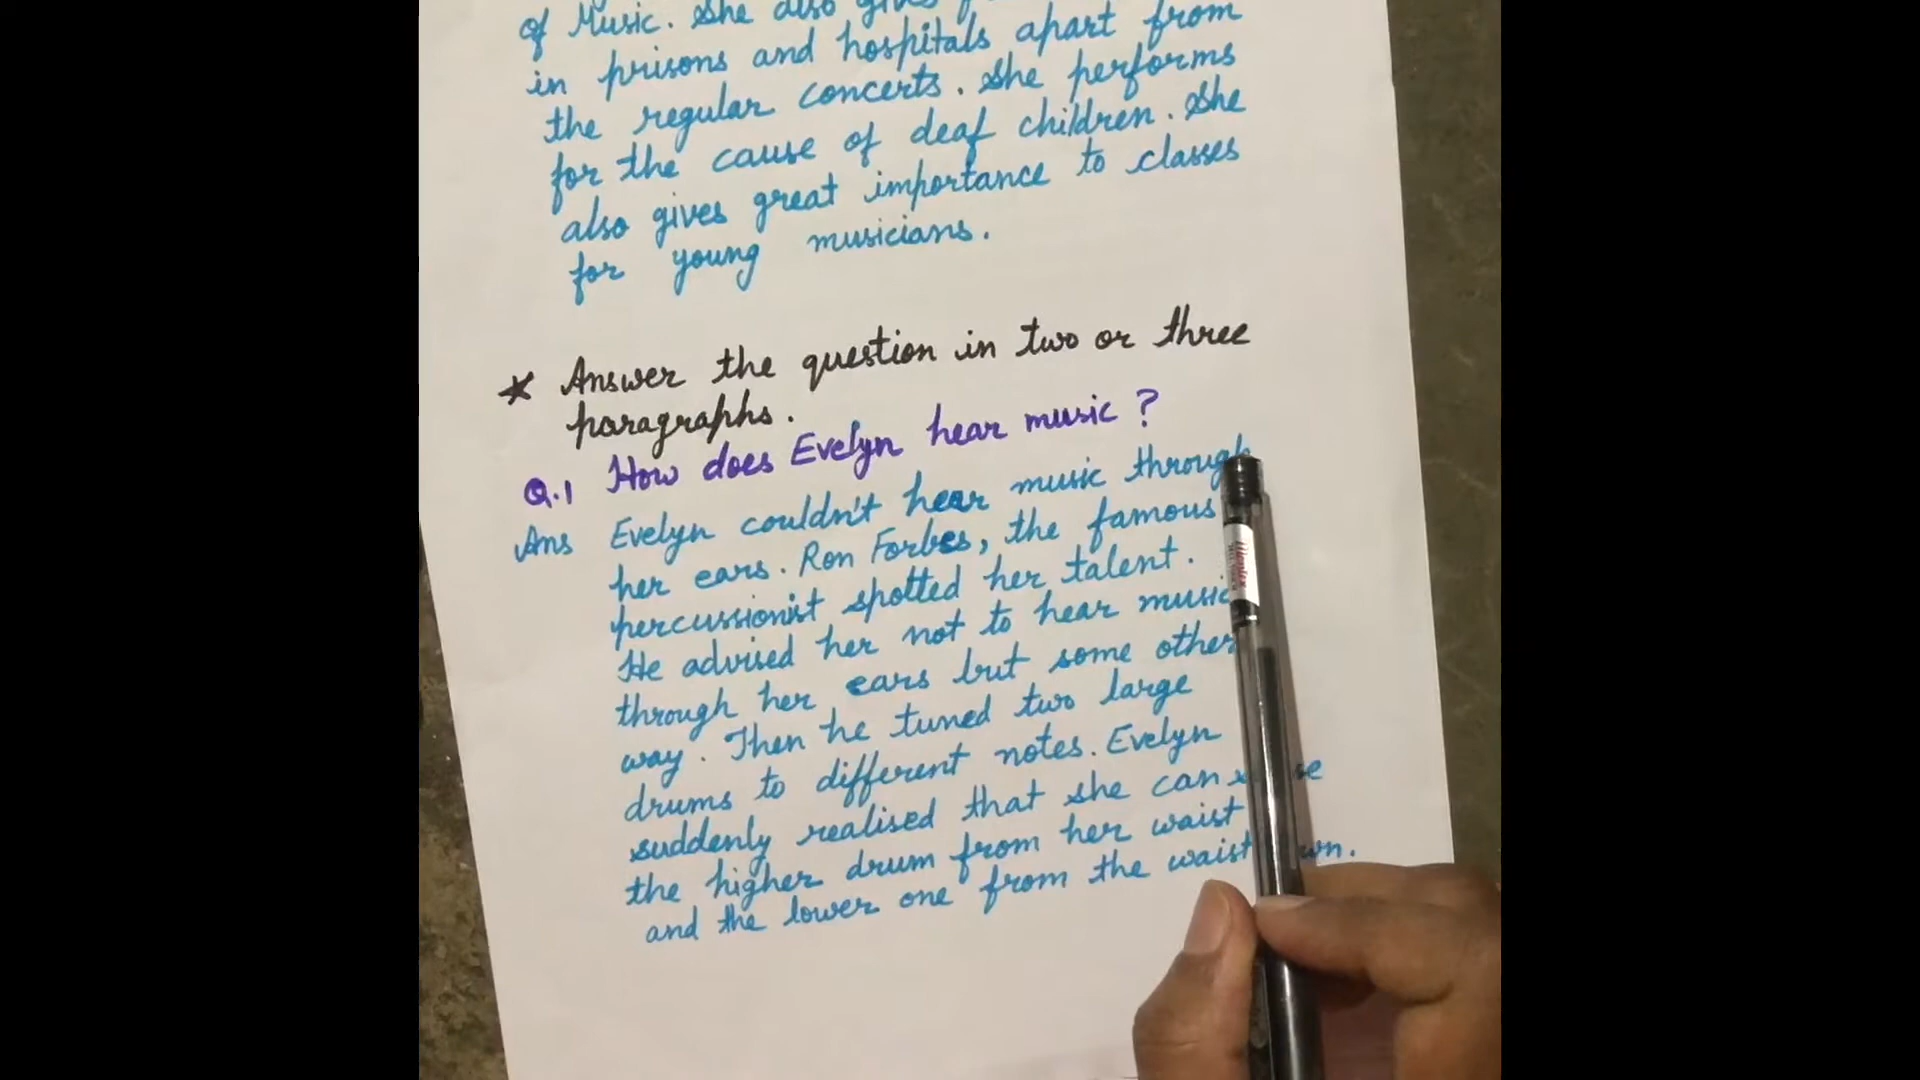 of Music. She also gives
in prisons and hospitals apart from
the regular concerts. She performs
for the cause of deaf children. She
also gives great importance to classes
for young musicians.
* Answer the question in two or three
paragraphs.
Q.1 How does Evelyn hear music?
Ans Evelyn couldn't hear music through
her ears. Ron Forbes, the famous
percussionist spotted her talent.
He advised her not to hear music
through her ears but some other
way. Then he tuned two large
drums to different notes. Evelyn
suddenly realised that she can
the higher drum from her waist
and the lower one from the waist